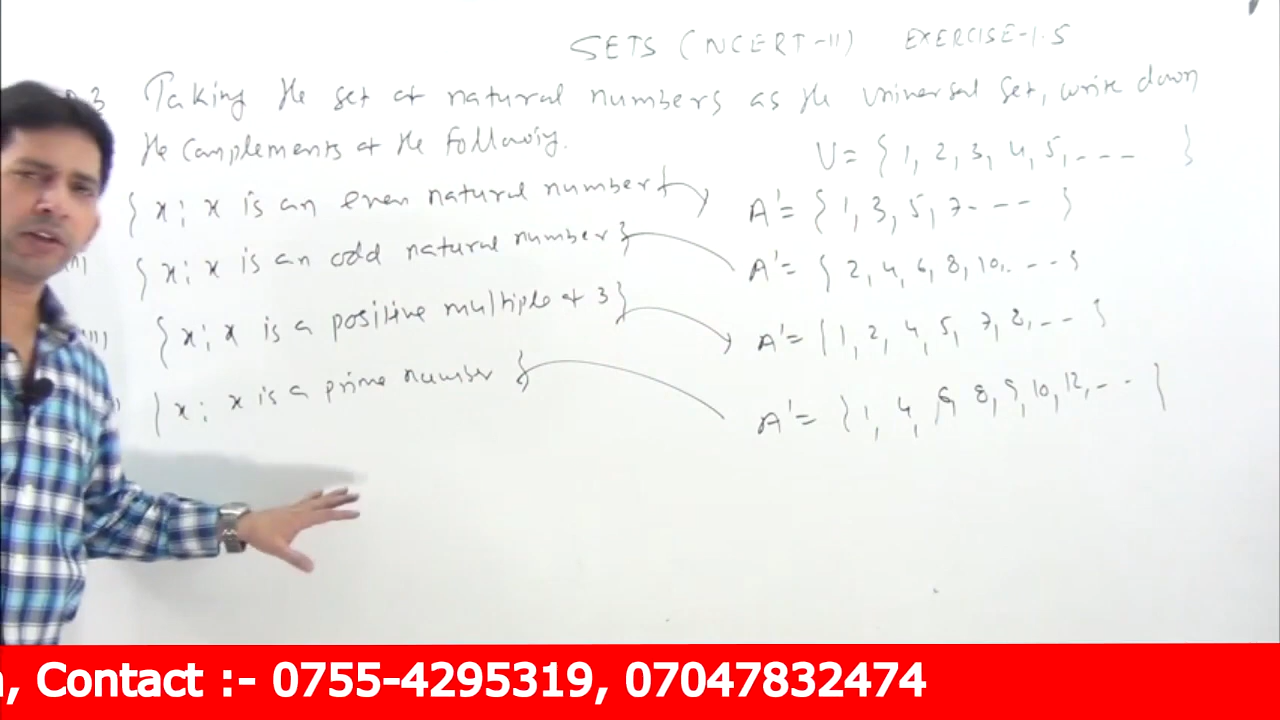 SETS (NCERT-11) EXERCISE-1.5
3 Taking the set of natural numbers as the universal set, write down
the complements of the following.
U = { 1, 2, 3, 4, 5, - - - }
{ x : x is an even natural number } A' = { 1, 3, 5, 7 - - - }
{ x : x is an odd natural number } A' = { 2, 4, 6, 8, 10, - - - }
{ x : x is a positive multiple of 3 } A' = { 1, 2, 4, 5, 7, 8, - - - }
{ x : x is a prime number } A' = { 1, 4, 6, 8, 9, 10, 12, - - - }
, Contact :- 0755-4295319, 07047832474